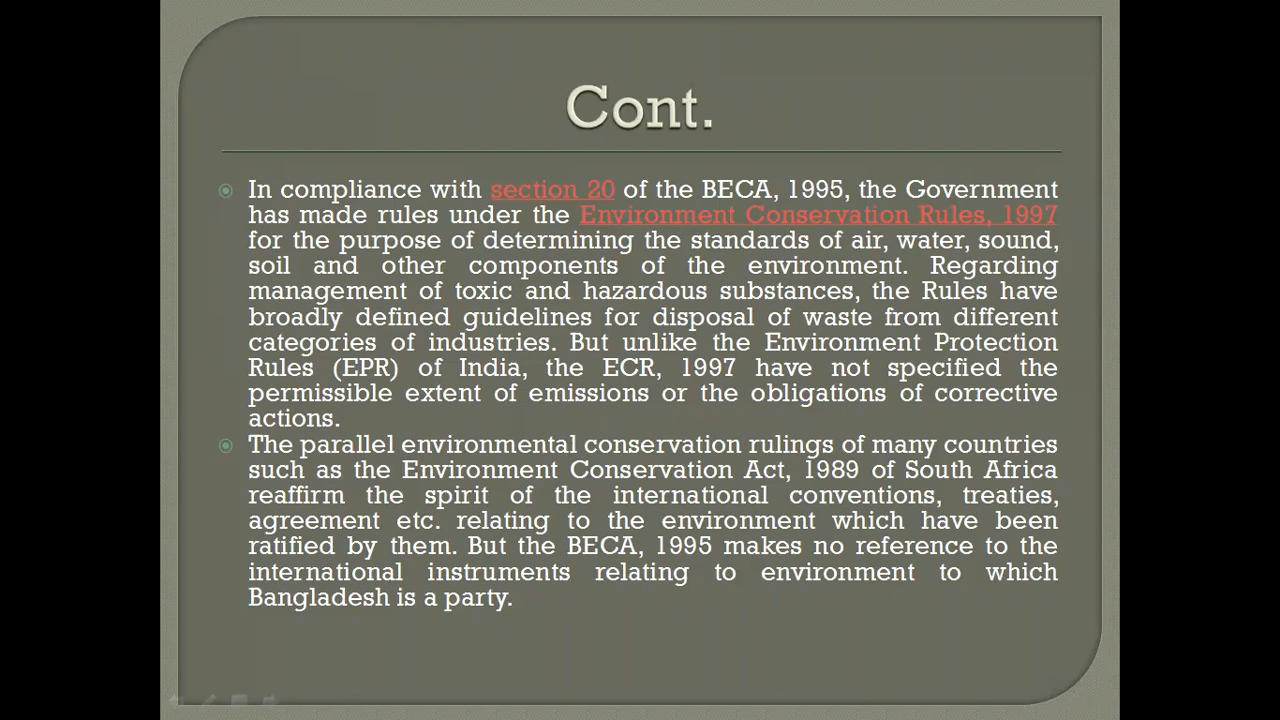 Cont.
In compliance with section 20 of the BECA, 1995, the Government
has made rules under the Environment Conservation Rules, 1997
for the purpose of determining the standards of air, water, sound,
soil and other components of the environment. Regarding
management of toxic and hazardous substances, the Rules have
broadly defined guidelines for disposal of waste from different
categories of industries. But unlike the Environment Protection
Rules (EPR) of India, the ECR, 1997 have not specified the
permissible extent of emissions or the obligations of corrective
actions.
The parallel environmental conservation rulings of many countries
such as the Environment Conservation Act, 1989 of South Africa
reaffirm the spirit of the international conventions, treaties,
agreement etc. relating to the environment which have been
ratified by them. But the BECA, 1995 makes no reference to the
international instruments relating to environment to which
Bangladesh is a party.